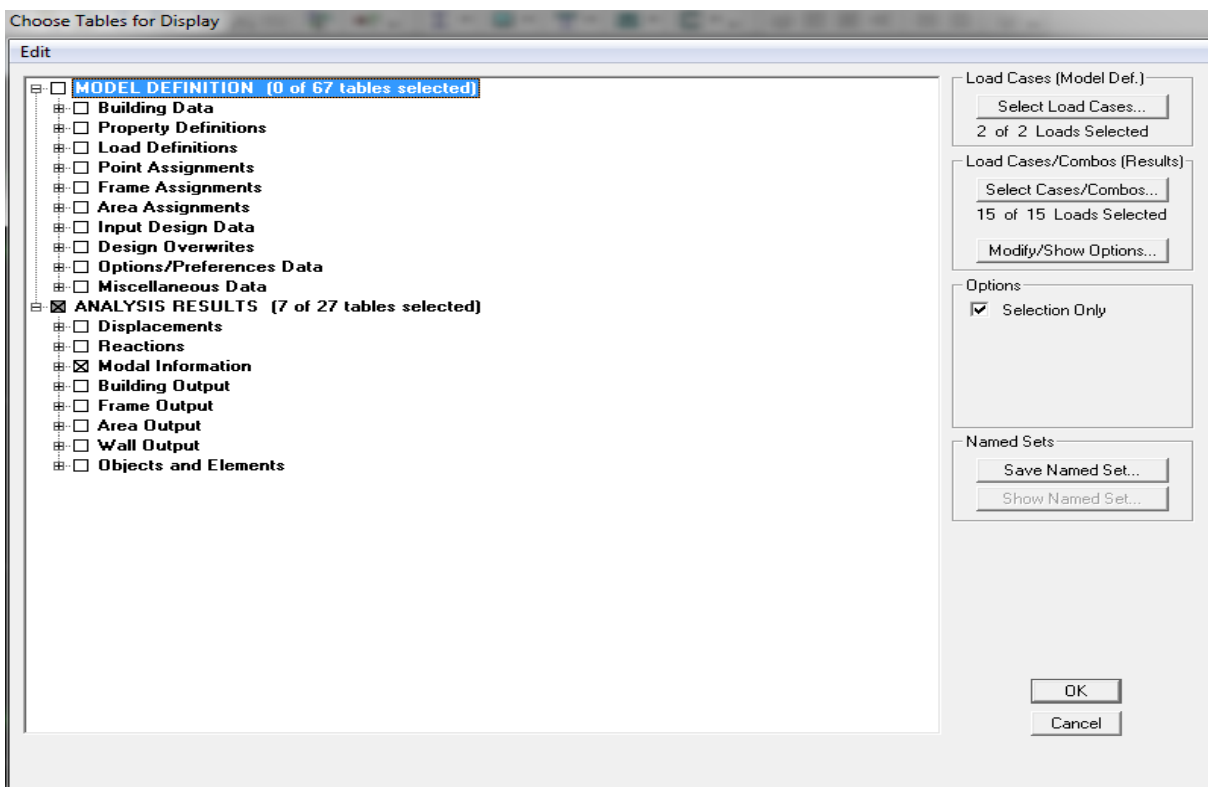 Choose Tables for Display
Edit
MODEL DEFINITION (0 of 67 tables selected)
Building Data
Property Definitions
Load Definitions
Point Assignments
Frame Assignments
Area Assignments
Input Design Data
Design Overwrites
Options/Preferences Data
Miscellaneous Data
ANALYSIS RESULTS (7 of 27 tables selected)
Displacements
Reactions
Modal Information
Building Output
Frame Output
Area Output
Wall Output
Objects and Elements
Load Cases (Model Def.)
Select Load Cases...
2 of 2 Loads Selected
Load Cases/Combos (Results)
Select Cases/Combos...
15 of 15 Loads Selected
Modify/Show Options...
Options
Selection Only
Named Sets
Save Named Set...
Show Named Set...
OK
Cancel